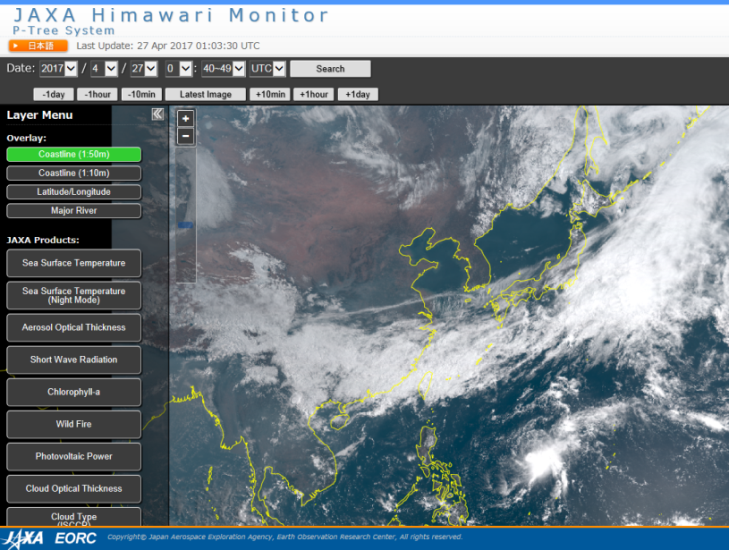 JAXA Himawari Monitor
P-Tree System
日本語 Last Update: 27 Apr 2017 01:03:30 UTC
Date: 2017 / 4 / 27 0 : 40~49 UTC Search
-1day -1hour -10min Latest Image +10min +1hour +1day
Layer Menu
+
−
Overlay:
Coastline (1:50m)
Coastline (1:10m)
Latitude/Longitude
Major River
JAXA Products:
Sea Surface Temperature
Sea Surface Temperature
(Night Mode)
Aerosol Optical Thickness
Short Wave Radiation
Chlorophyll-a
Wild Fire
Photovoltaic Power
Cloud Optical Thickness
Cloud Type
(ISCCP)
JAXA EORC Copyright© Japan Aerospace Exploration Agency, Earth Observation Research Center, All rights reserved.